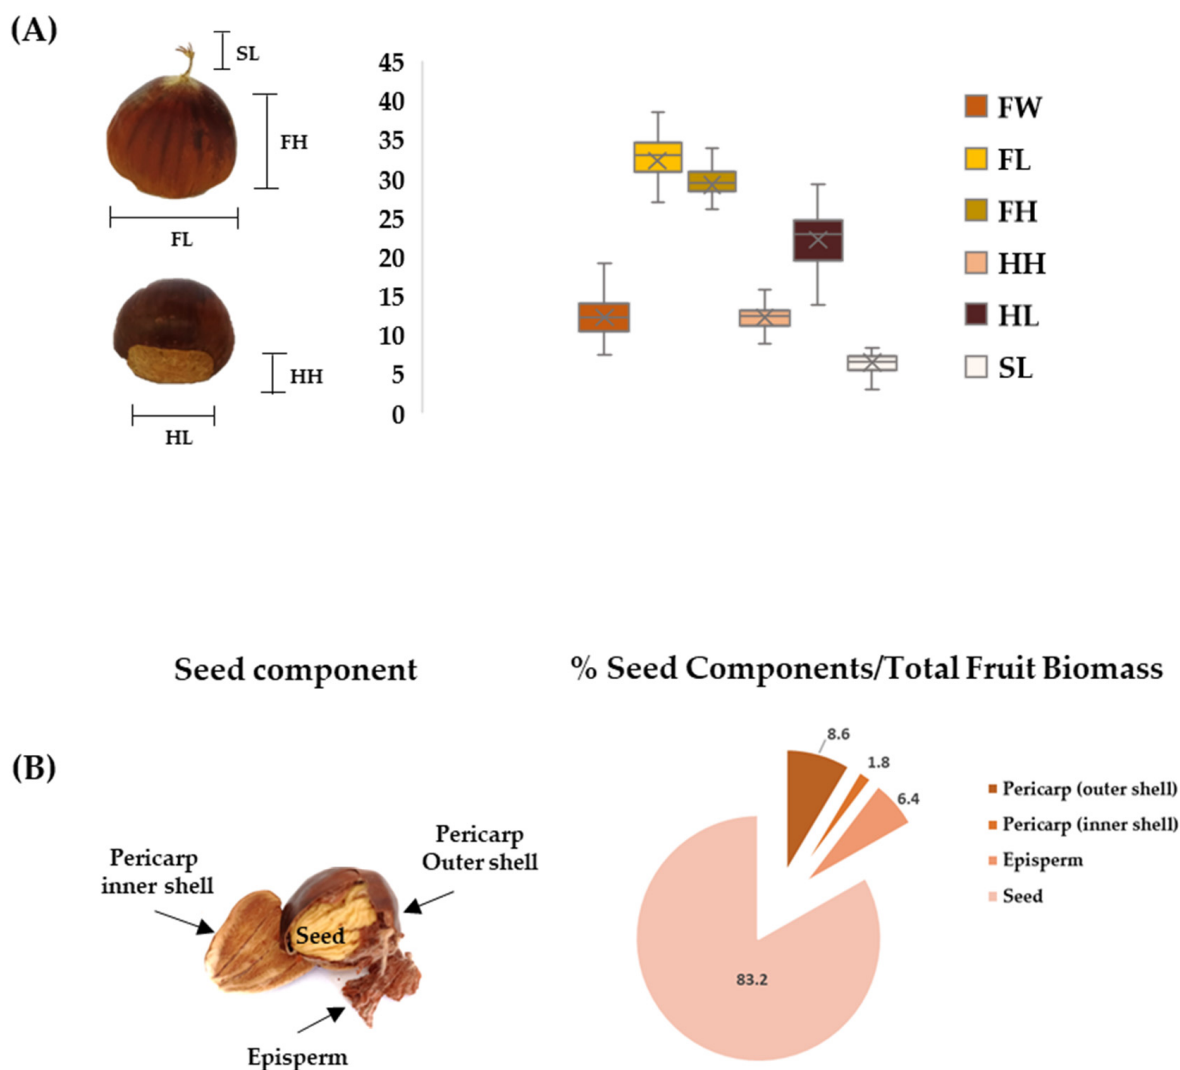 (A)
SL
FH
FL
HH
HL
45
40
35
30
25
20
15
10
5
0
FW
FL
FH
HH
HL
SL
Seed component
% Seed Components/Total Fruit Biomass
(B)
Pericarp
inner shell
Pericarp
Outer shell
Seed
Episperm
8.6
1.8
6.4
83.2
Pericarp (outer shell)
Pericarp (inner shell)
Episperm
Seed